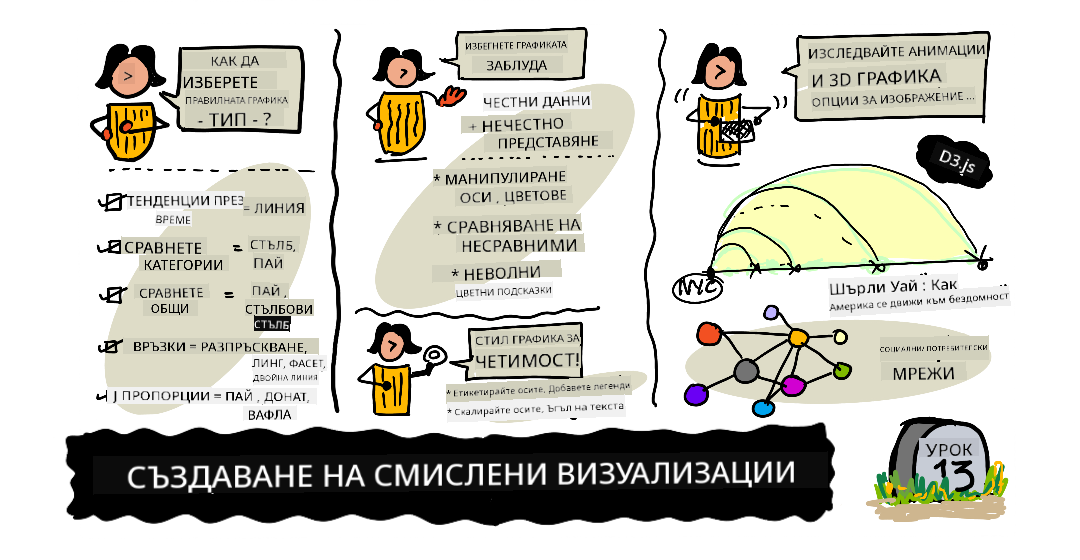 КАК ДА
ИЗБЕРЕТЕ
ПРАВИЛНАТА ГРАФИКА
- ТИП - ?
ТЕНДЕНЦИИ ПРЕЗ
ВРЕМЕ
= ЛИНИЯ
СРАВНЕТЕ
КАТЕГОРИИ
= СТЪЛБ,
ПАЙ
СРАВНЕТЕ
ОБЩИ
= ПАЙ,
СТЪЛБОВИ
СТЪЛБ
ВРЪЗКИ = РАЗПРЪСКВАНЕ,
ЛИНГ, ФАСЕТ,
ДВОЙНА ЛИНИЯ
ПРОПОРЦИИ = ПАЙ, ДОНАТ,
ВАФЛА
ИЗБЕГНЕТЕ ГРАФИКАТА
ЗАБЛУДА
ЧЕСТНИ ДАННИ
+ НЕЧЕСТНО
ПРЕДСТАВЯНЕ
* МАНИПУЛИРАНЕ
ОСИ, ЦВЕТОВЕ
* СРАВНЯВАНЕ НА
НЕСРАВНИМИ
* НЕВОЛНИ
ЦВЕТНИ ПОДСКАЗКИ
СТИЛ ГРАФИКА ЗА
ЧЕТИМОСТ!
* Етикетирайте осите, Добавете легенди
* Скалирайте осите, Ъгъл на текста
ИЗСЛЕДВАЙТЕ АНИМАЦИИ
И 3D ГРАФИКА
ОПЦИИ ЗА ИЗОБРАЖЕНИЕ ...
D3.js
NYC
Шърли Уай : Как
Америка се движи към бездомност
СОЦИАЛНИ ПОТРЕБИТЕЛСКИ
МРЕЖИ
СЪЗДАВАНЕ НА СМИСЛЕНИ ВИЗУАЛИЗАЦИИ
УРОК
13